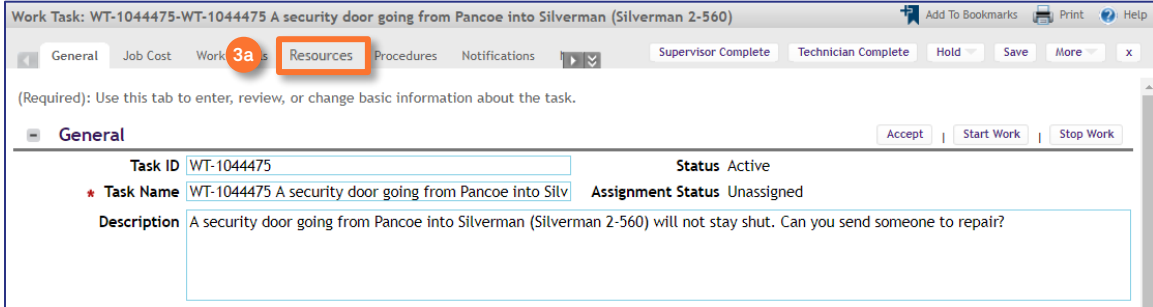 Work Task: WT-1044475-WT-1044475 A security door going from Pancoe into Silverman (Silverman 2-560) Add To Bookmarks Print Help
General Job Cost Work 3a s Resources Procedures Notifications Supervisor Complete Technician Complete Hold Save More x
(Required): Use this tab to enter, review, or change basic information about the task.
General Accept | Start Work | Stop Work
Task ID WT-1044475 Status Active
* Task Name WT-1044475 A security door going from Pancoe into Silv Assignment Status Unassigned
Description A security door going from Pancoe into Silverman (Silverman 2-560) will not stay shut. Can you send someone to repair?